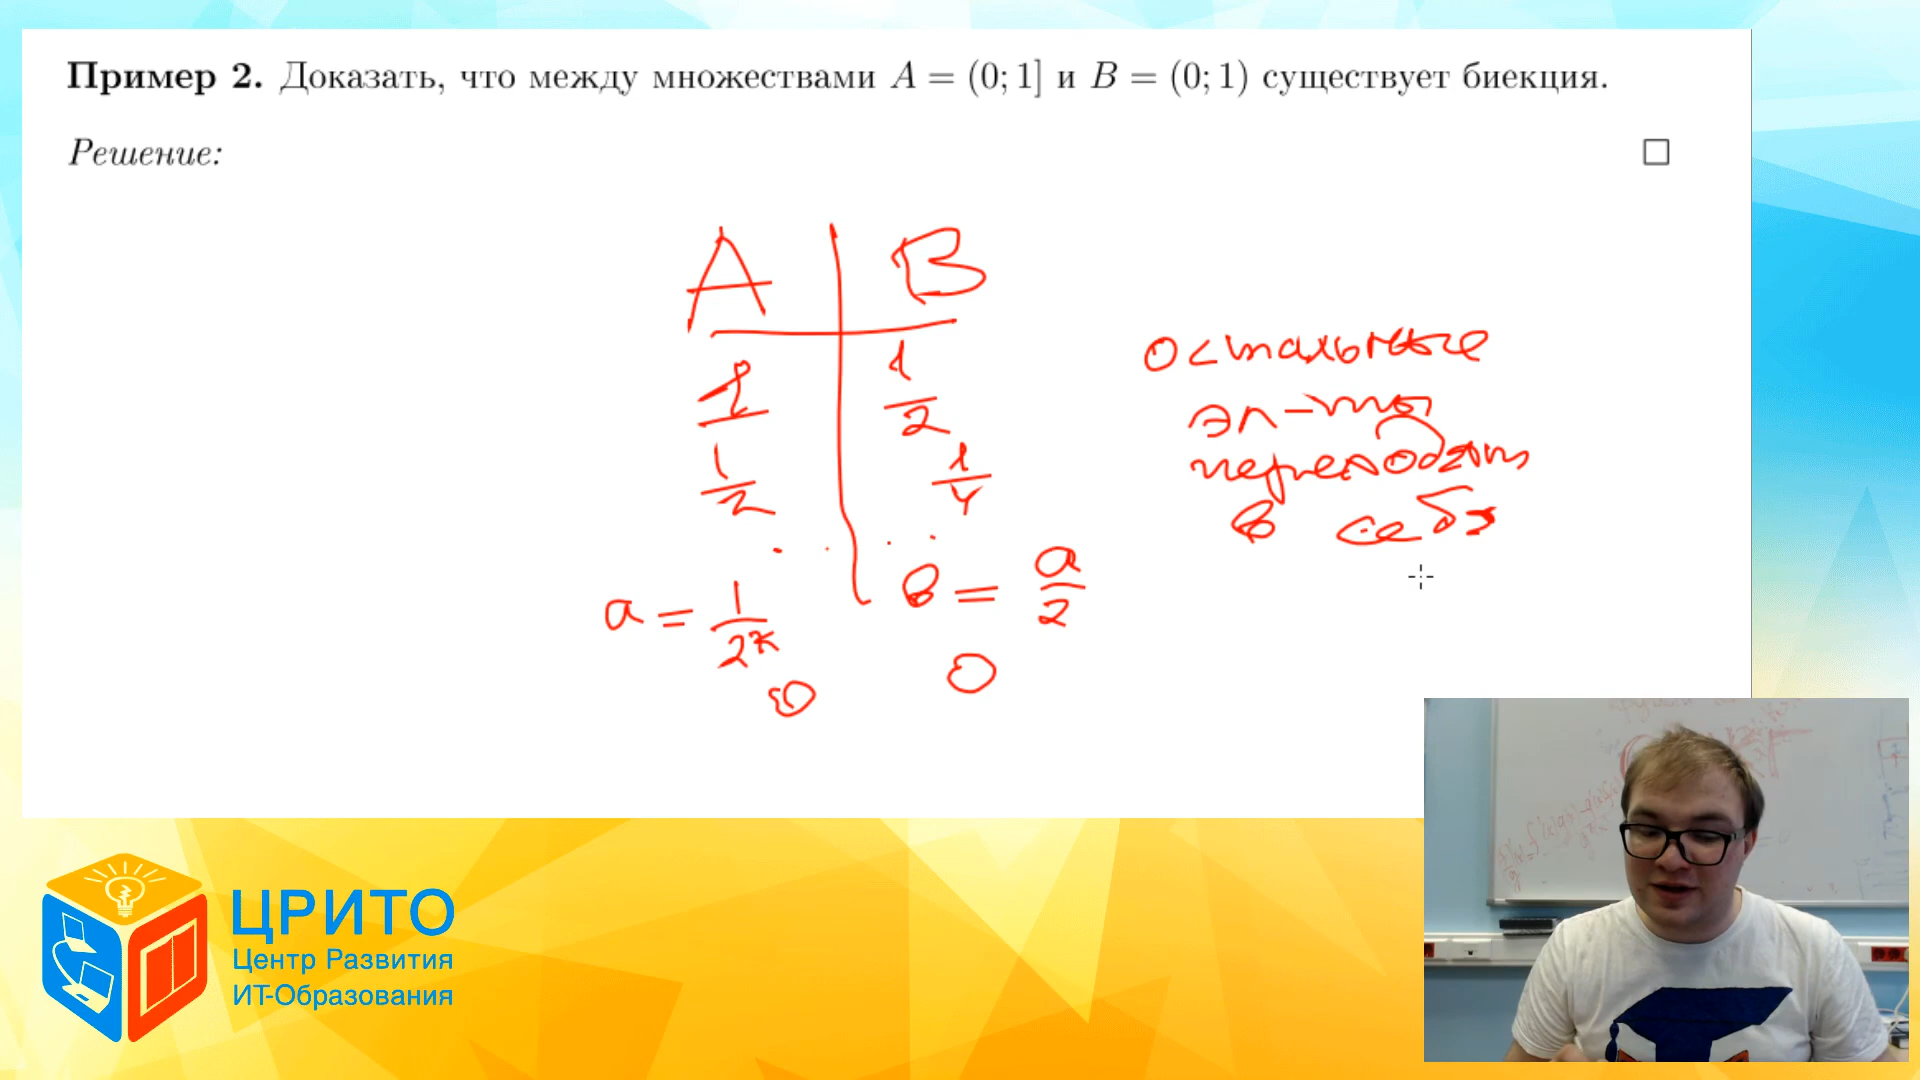 Пример 2. Доказать, что между множествами A = (0; 1] и B = (0; 1) существует биекция.
Решение: □
A | B
1 | 1/2
1/2 | 1/4
. . . .
a = 1/2^k b = a/2
0 0
остальные
эл-ты
переходят
в себя
ЦРИТО
Центр Развития
ИТ-Образования